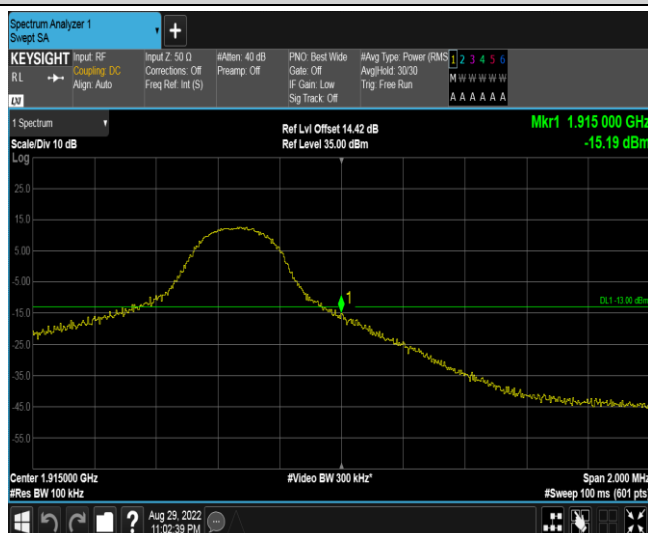 Spectrum Analyzer 1
Swept SA
+
KEYSIGHT
RL
LXI
Input: RF
Coupling: DC
Align: Auto
Input Z: 50 Ω
Corrections: Off
Freq Ref: Int (S)
#Atten: 40 dB
Preamp: Off
PNO: Best Wide
Gate: Off
IF Gain: Low
Sig Track: Off
#Avg Type: Power (RMS
Avg|Hold: 30/30
Trig: Free Run
1 2 3 4 5 6
M W W W W W
A A A A A A
1 Spectrum
Scale/Div 10 dB
Log
Ref Lvl Offset 14.42 dB
Ref Level 35.00 dBm
Mkr1 1.915 000 GHz
-15.19 dBm
25.0
15.0
5.00
-5.00
-15.0
-25.0
-35.0
-45.0
-55.0
1
DL1 -13.00 dBm
Center 1.915000 GHz
#Res BW 100 kHz
#Video BW 300 kHz*
Span 2.000 MHz
#Sweep 100 ms (601 pts)
?
Aug 29, 2022
11:02:39 PM